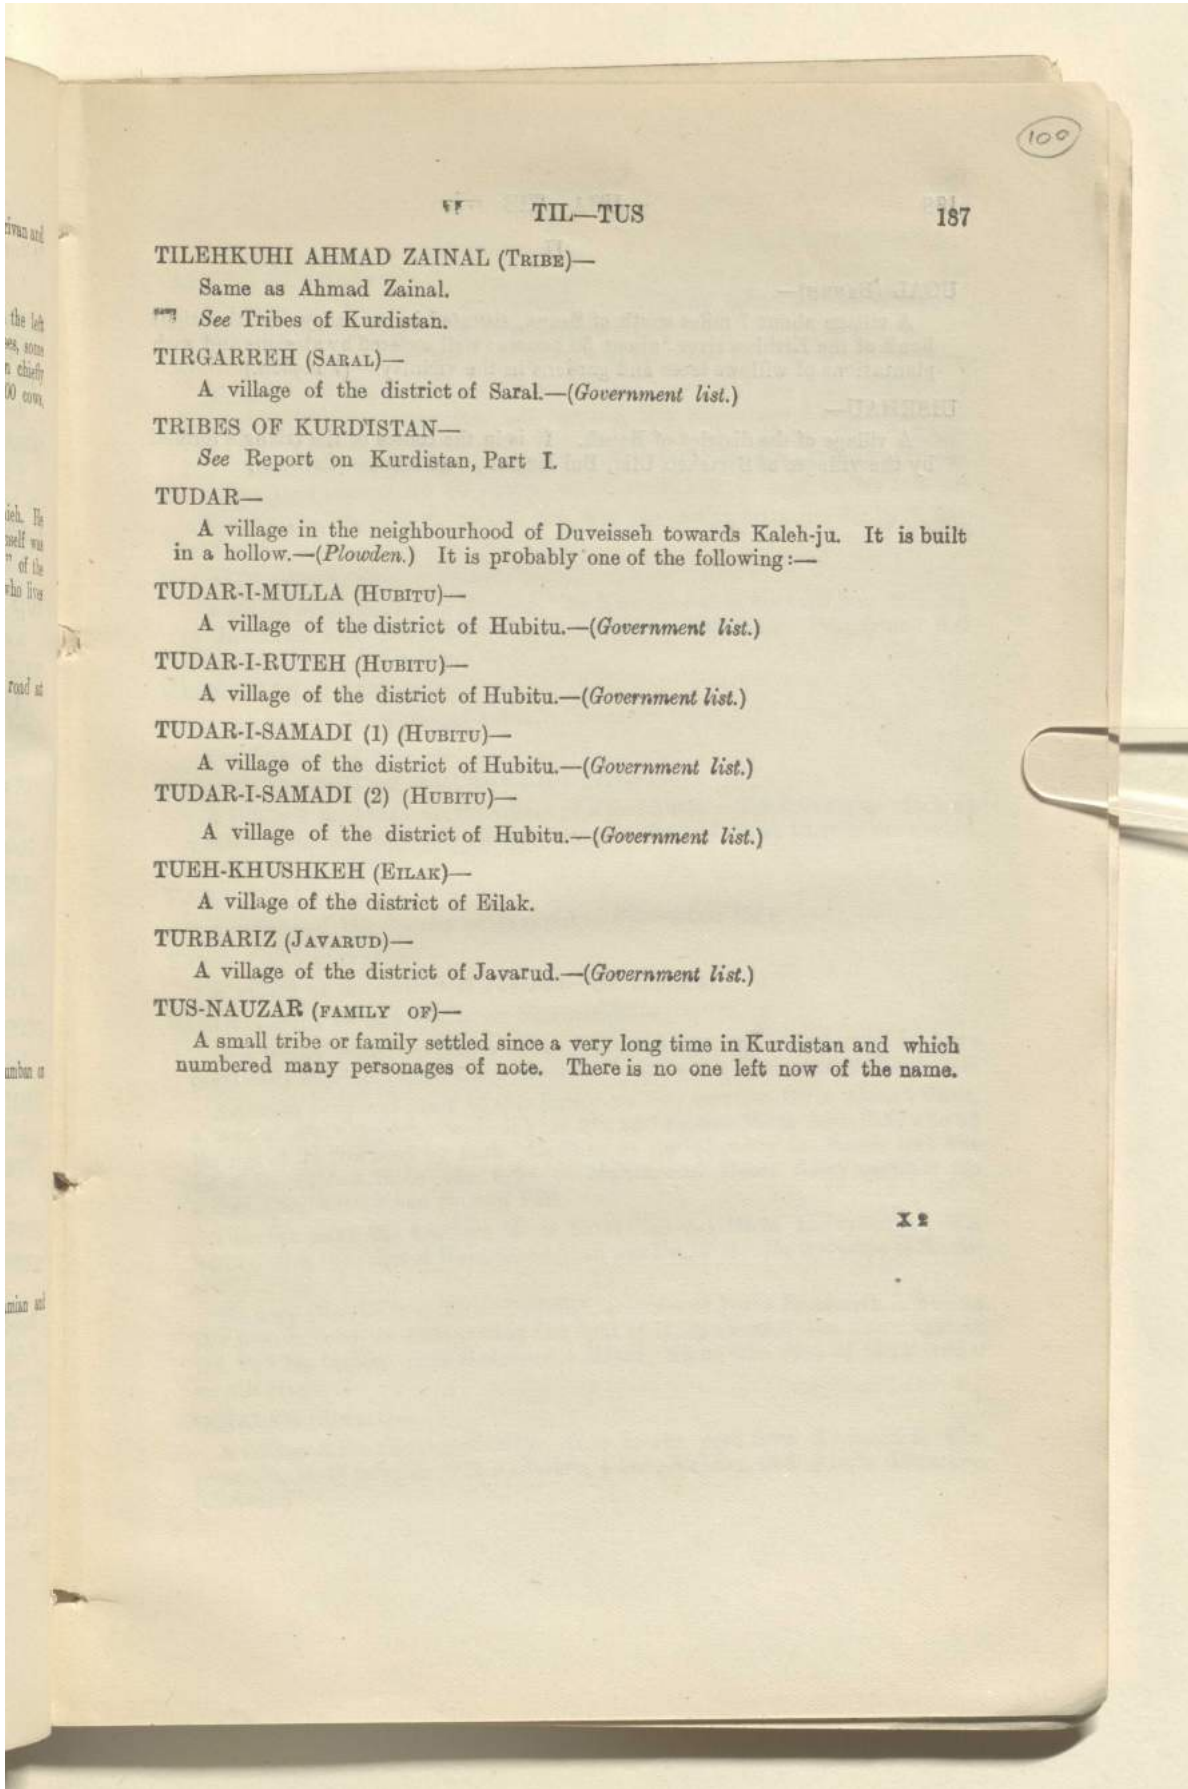 100
TIL—TUS 187
TILEHKUHI AHMAD ZAINAL (TRIBE)—
Same as Ahmad Zainal.
See Tribes of Kurdistan.
TIRGARREH (SARAL)—
A village of the district of Saral.—(Government list.)
TRIBES OF KURDISTAN—
See Report on Kurdistan, Part I.
TUDAR—
A village in the neighbourhood of Duveisseh towards Kaleh-ju. It is built
in a hollow.—(Plowden.) It is probably one of the following:—
TUDAR-I-MULLA (HUBITU)—
A village of the district of Hubitu.—(Government list.)
TUDAR-I-RUTEH (HUBITU)—
A village of the district of Hubitu.—(Government list.)
TUDAR-I-SAMADI (1) (HUBITU)—
A village of the district of Hubitu.—(Government list.)
TUDAR-I-SAMADI (2) (HUBITU)—
A village of the district of Hubitu.—(Government list.)
TUEH-KHUSHKEH (EILAK)—
A village of the district of Eilak.
TURBARIZ (JAVARUD)—
A village of the district of Javarud.—(Government list.)
TUS-NAUZAR (FAMILY OF)—
A small tribe or family settled since a very long time in Kurdistan and which
numbered many personages of note. There is no one left now of the name.
X 2